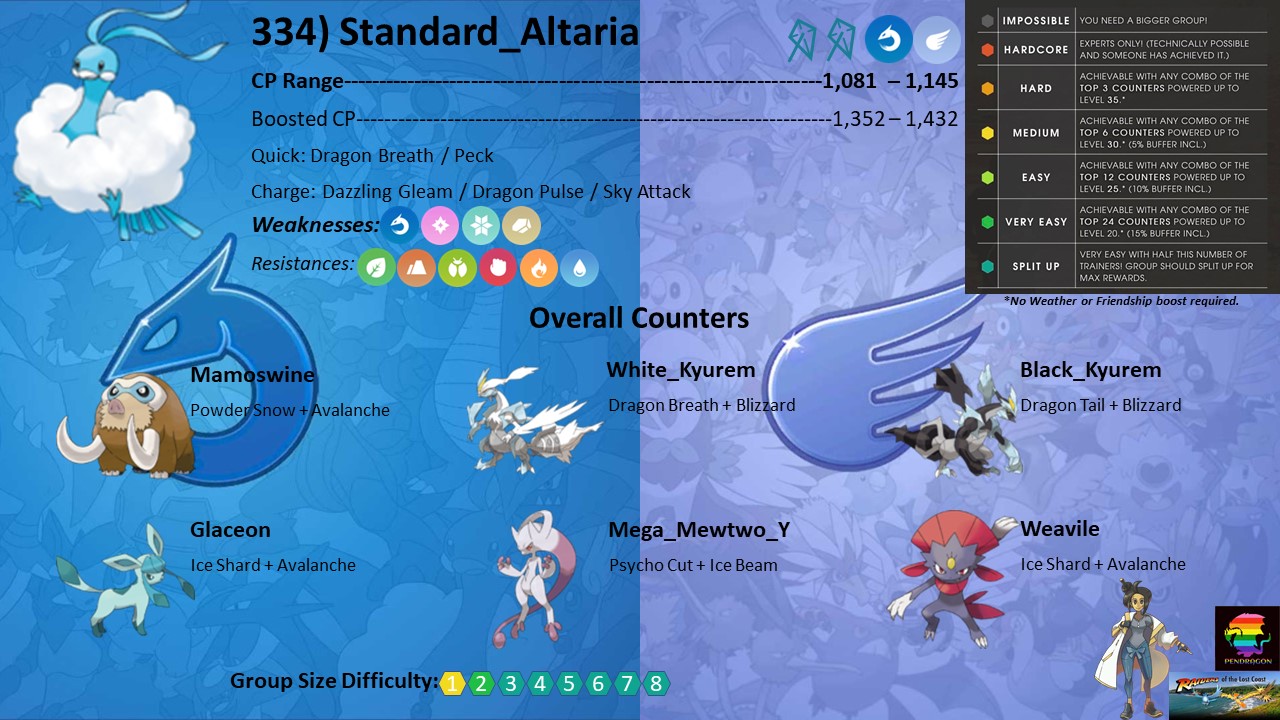 334) Standard_Altaria
CP Range--------------------------------------------------------------------1,081 – 1,145
Boosted CP--------------------------------------------------------------------1,352 – 1,432
Quick: Dragon Breath / Peck
Charge: Dazzling Gleam / Dragon Pulse / Sky Attack
Weaknesses:
Resistances:
IMPOSSIBLE YOU NEED A BIGGER GROUP!
HARDCORE EXPERTS ONLY! (TECHNICALLY POSSIBLE
AND SOMEONE HAS ACHIEVED IT.)
HARD ACHIEVABLE WITH ANY COMBO OF THE
TOP 3 COUNTERS POWERED UP TO
LEVEL 35.*
MEDIUM ACHIEVABLE WITH ANY COMBO OF THE
TOP 6 COUNTERS POWERED UP TO
LEVEL 30.* (5% BUFFER INCL.)
EASY ACHIEVABLE WITH ANY COMBO OF THE
TOP 12 COUNTERS POWERED UP TO
LEVEL 25.* (10% BUFFER INCL.)
VERY EASY ACHIEVABLE WITH ANY COMBO OF THE
TOP 24 COUNTERS POWERED UP TO
LEVEL 20.* (15% BUFFER INCL.)
SPLIT UP VERY EASY WITH HALF THIS NUMBER OF
TRAINERS! GROUP SHOULD SPLIT UP FOR
MAX REWARDS.
*No Weather or Friendship boost required.
Overall Counters
Mamoswine
Powder Snow + Avalanche
White_Kyurem
Dragon Breath + Blizzard
Black_Kyurem
Dragon Tail + Blizzard
Glaceon
Ice Shard + Avalanche
Mega_Mewtwo_Y
Psycho Cut + Ice Beam
Weavile
Ice Shard + Avalanche
Group Size Difficulty: 1 2 3 4 5 6 7 8
PENDRAGON
RAIDERS of the Lost Coast